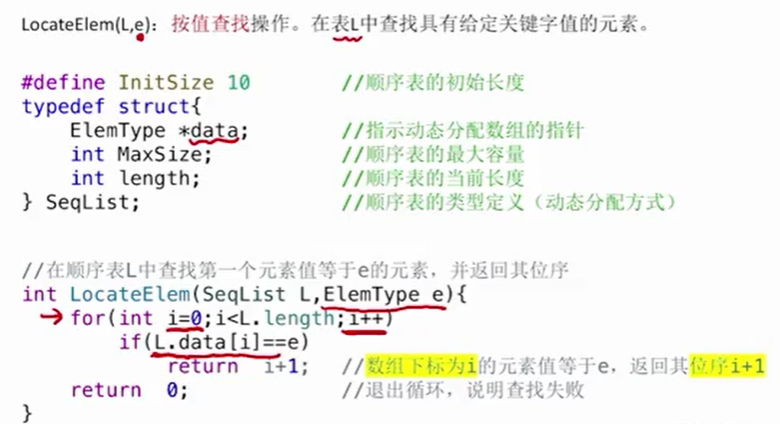 LocateElem(L,e)：按值查找操作。在表L中查找具有给定关键字值的元素。
#define InitSize 10 //顺序表的初始长度
typedef struct{
ElemType *data; //指示动态分配数组的指针
int MaxSize; //顺序表的最大容量
int length; //顺序表的当前长度
} SeqList; //顺序表的类型定义（动态分配方式）
//在顺序表L中查找第一个元素值等于e的元素，并返回其位序
int LocateElem(SeqList L,ElemType e){
for(int i=0;i<L.length;i++)
if(L.data[i]==e)
return i+1; //数组下标为i的元素值等于e，返回其位序i+1
return 0; //退出循环，说明查找失败
}